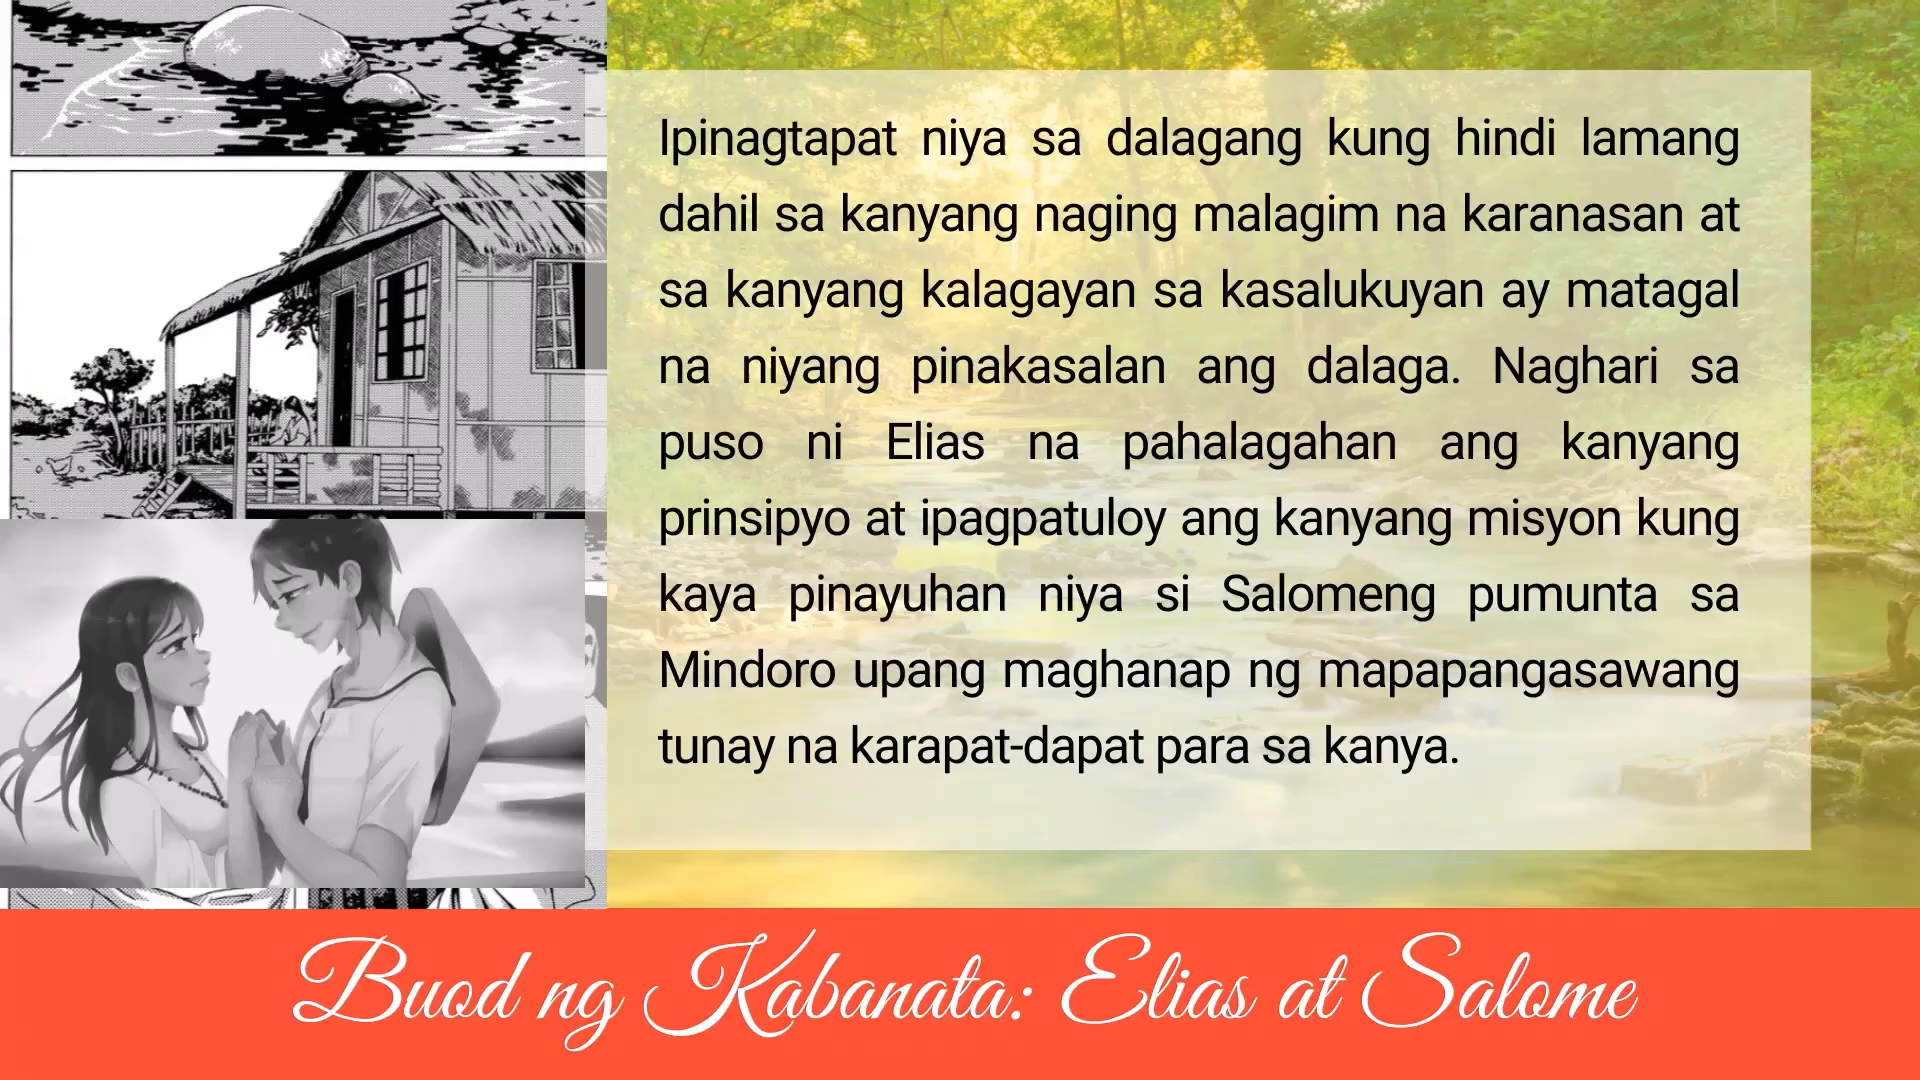 Ipinagtapat niya sa dalagang kung hindi lamang
dahil sa kanyang naging malagim na karanasan at
sa kanyang kalagayan sa kasalukuyan ay matagal
na niyang pinakasalan ang dalaga. Naghari sa
puso ni Elias na pahalagahan ang kanyang
prinsipyo at ipagpatuloy ang kanyang misyon kung
kaya pinayuhan niya si Salomeng pumunta sa
Mindoro upang maghanap ng mapapangasawang
tunay na karapat-dapat para sa kanya.
Buod ng Kabanata: Elias at Salome